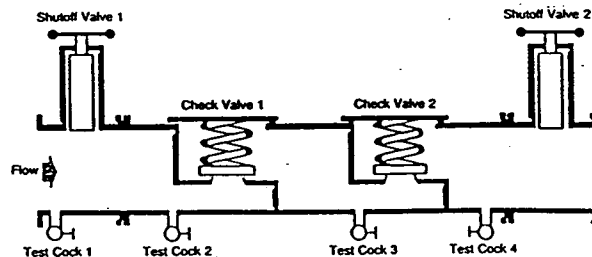 Shutoff Valve 1
Shutoff Valve 2
Check Valve 1
Check Valve 2
Flow
Test Cock 1
Test Cock 2
Test Cock 3
Test Cock 4